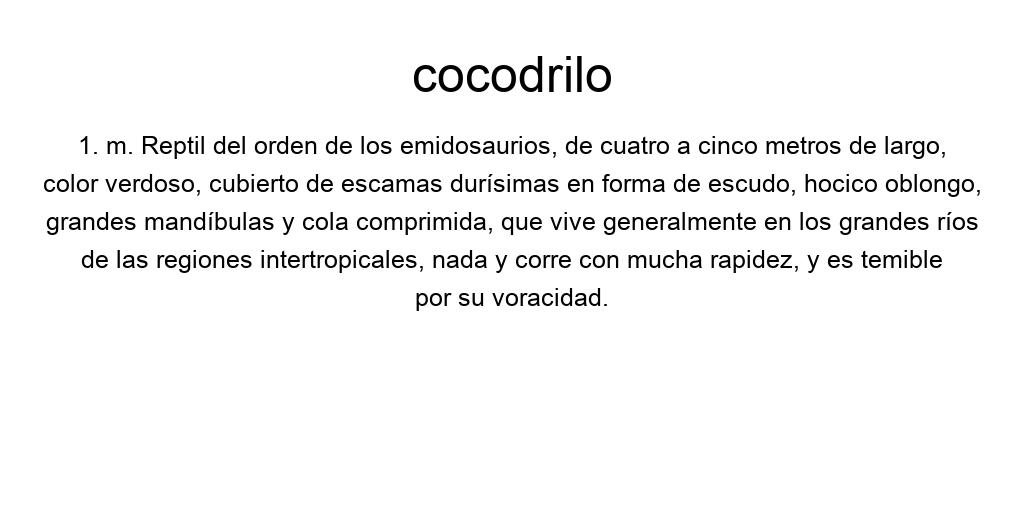 cocodrilo
1. m. Reptil del orden de los emidosaurios, de cuatro a cinco metros de largo,
color verdoso, cubierto de escamas durísimas en forma de escudo, hocico oblongo,
grandes mandíbulas y cola comprimida, que vive generalmente en los grandes ríos
de las regiones intertropicales, nada y corre con mucha rapidez, y es temible
por su voracidad.